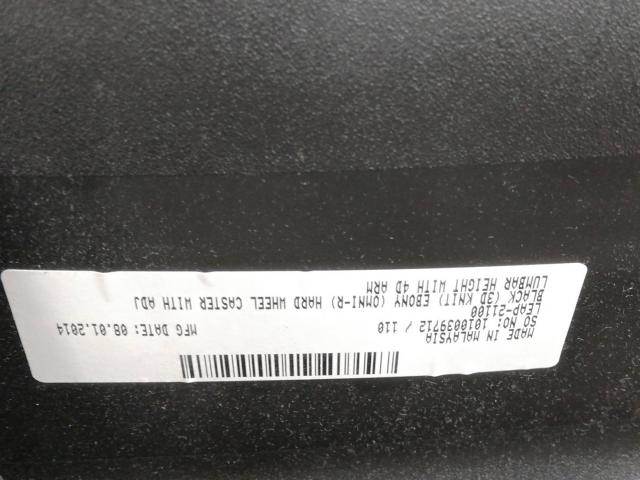 MADE IN MALAYSIA
SO NO: 1010039712 / 110 MFG DATE: 08.01.2014
LEAP-21100
BLACK (3D KNIT) EBONY (OMNI-R) HARD WHEEL CASTER WITH ADJ
LUMBAR HEIGHT WITH 4D ARM